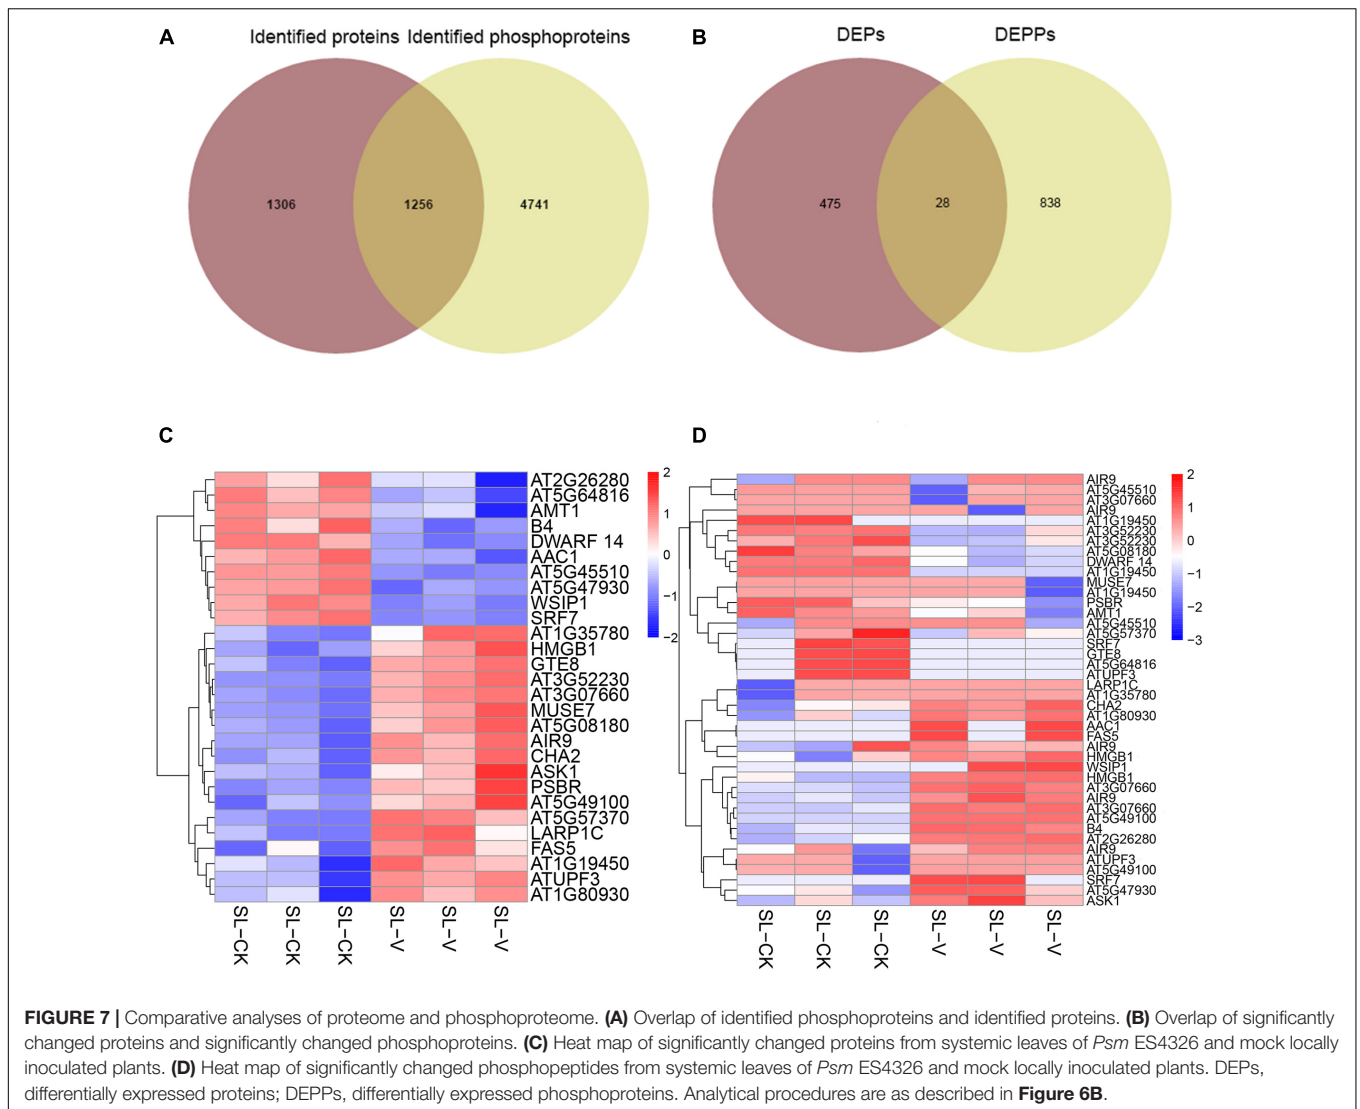 A
Identified proteins Identified phosphoproteins
1306
1256
4741
B
DEPs
DEPPs
475
28
838
C
AT2G26280
AT5G64816
AMT1
B4
DWARF 14
AAC1
AT5G45510
AT5G47930
WSIP1
SRF7
AT1G35780
HMGB1
GTE8
AT3G52230
AT3G07660
MUSE7
AT5G08180
AIR9
CHA2
ASK1
PSBR
AT5G49100
AT5G57370
LARP1C
FAS5
AT1G19450
ATUPF3
AT1G80930
2
1
0
−1
−2
SL−CK
SL−CK
SL−CK
SL−V
SL−V
SL−V
D
AIR9
AT5G45510
AT3G07660
AIR9
AT1G19450
AT3G52230
AT3G52230
AT5G08180
DWARF 14
AT1G19450
MUSE7
AT1G19450
PSBR
AMT1
AT5G45510
AT5G57370
SRF7
GTE8
AT5G64816
ATUPF3
LARP1C
AT1G35780
CHA2
AT1G80930
AAC1
FAS5
AIR9
HMGB1
WSIP1
HMGB1
AT3G07660
AIR9
AT3G07660
AT5G49100
B4
AT2G26280
AIR9
ATUPF3
AT5G49100
SRF7
AT5G47930
ASK1
2
1
0
−1
−2
−3
SL−CK
SL−CK
SL−CK
SL−V
SL−V
SL−V
FIGURE 7 | Comparative analyses of proteome and phosphoproteome. (A) Overlap of identified phosphoproteins and identified proteins. (B) Overlap of significantly
changed proteins and significantly changed phosphoproteins. (C) Heat map of significantly changed proteins from systemic leaves of Psm ES4326 and mock locally
inoculated plants. (D) Heat map of significantly changed phosphopeptides from systemic leaves of Psm ES4326 and mock locally inoculated plants. DEPs,
differentially expressed proteins; DEPPs, differentially expressed phosphoproteins. Analytical procedures are as described in Figure 6B.